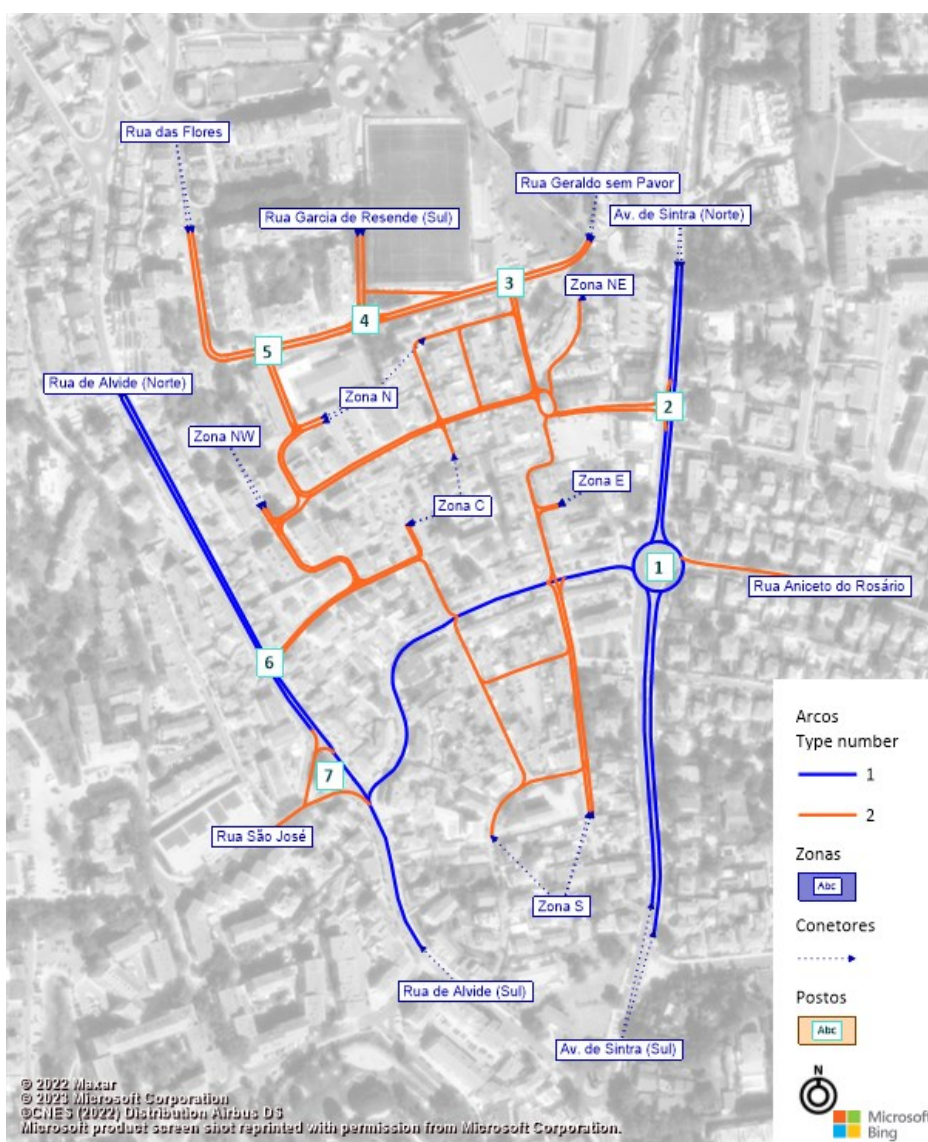 Rua das Flores
Rua Geraldo sem Pavor
Rua Garcia de Resende (Sul)
Av. de Sintra (Norte)
3
Zona NE
4
5
Rua de Alvide (Norte)
Zona N
2
Zona NW
Zona E
Zona C
1
Rua Aniceto do Rosário
6
7
Rua São José
Zona S
Rua de Alvide (Sul)
Av. de Sintra (Sul)
Arcos
Type number
1
2
Zonas
Abc
Conetores
Postos
Abc
N
Microsoft
Bing
© 2022 Maxar
© 2023 Microsoft Corporation
©CNES (2022) Distribution Airbus DS
Microsoft product screen shot reprinted with permission from Microsoft Corporation.